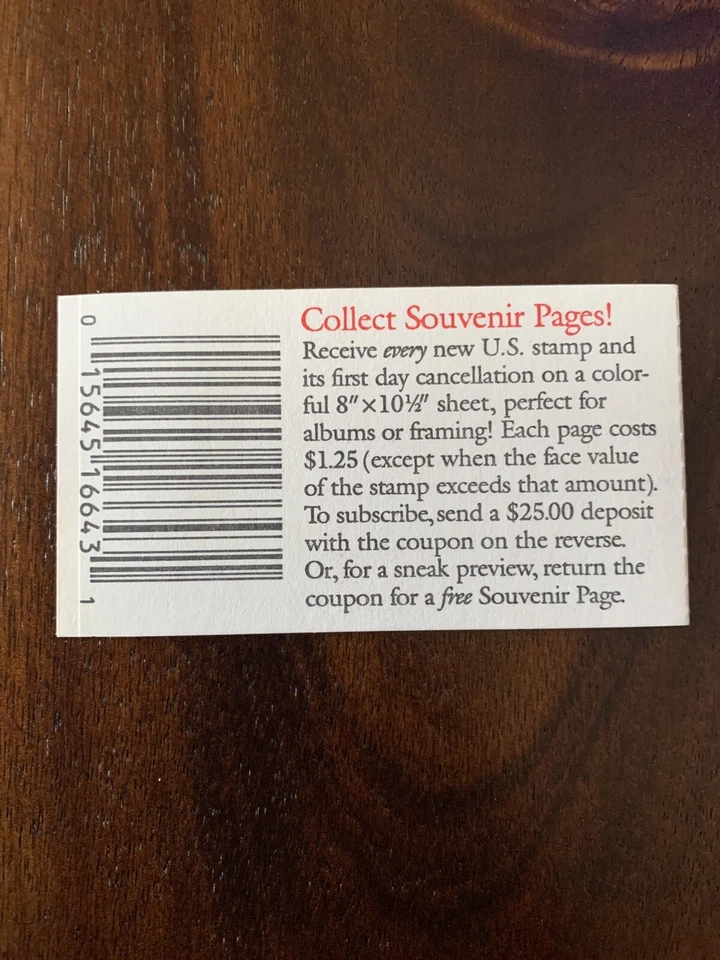 0 15645 16643 1
Collect Souvenir Pages!
Receive every new U.S. stamp and
its first day cancellation on a color-
ful 8"×10½" sheet, perfect for
albums or framing! Each page costs
$1.25 (except when the face value
of the stamp exceeds that amount).
To subscribe, send a $25.00 deposit
with the coupon on the reverse.
Or, for a sneak preview, return the
coupon for a free Souvenir Page.